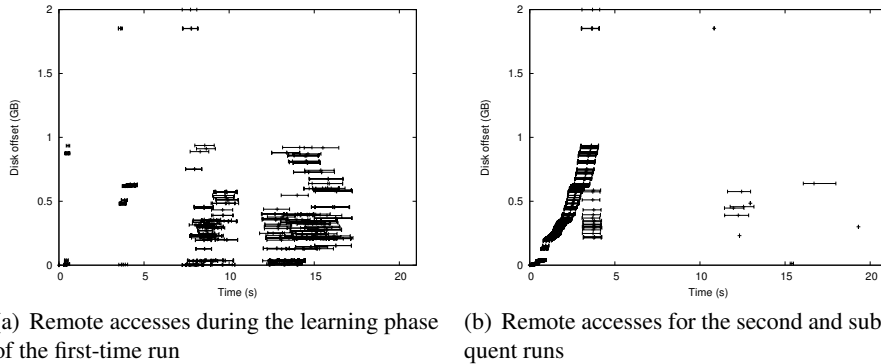 2
1.5
1
0.5
0
Disk offset (GB)
0 5 10 15 20
Time (s)
2
1.5
1
0.5
0
Disk offset (GB)
0 5 10 15 20
Time (s)
a) Remote accesses during the learning phase
of the first-time run
(b) Remote accesses for the second and sub
quent runs